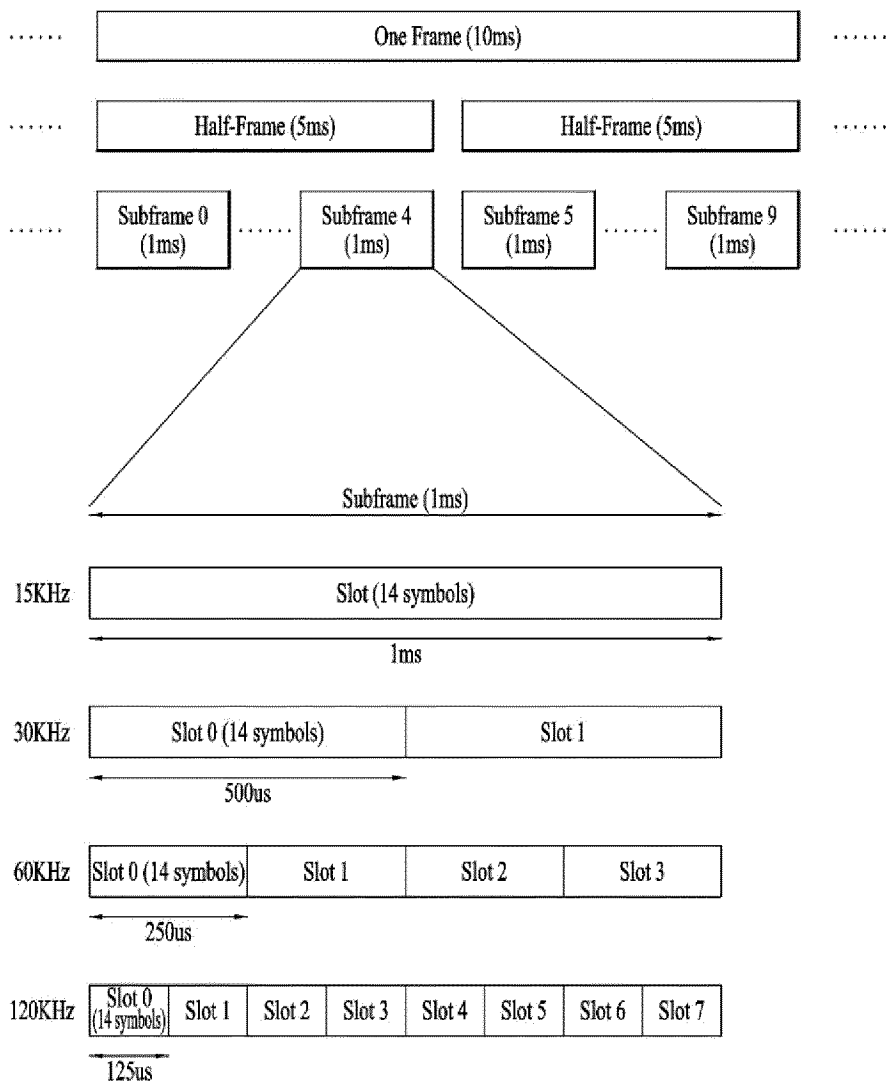 ...... One Frame (10ms) ......
...... Half-Frame (5ms) Half-Frame (5ms) ......
...... Subframe 0 (1ms) ...... Subframe 4 (1ms) Subframe 5 (1ms) ...... Subframe 9 (1ms) ......
Subframe (1ms)
15KHz Slot (14 symbols)
1ms
30KHz Slot 0 (14 symbols) Slot 1
500us
60KHz Slot 0 (14 symbols) Slot 1 Slot 2 Slot 3
250us
120KHz Slot 0 (14 symbols) Slot 1 Slot 2 Slot 3 Slot 4 Slot 5 Slot 6 Slot 7
125us